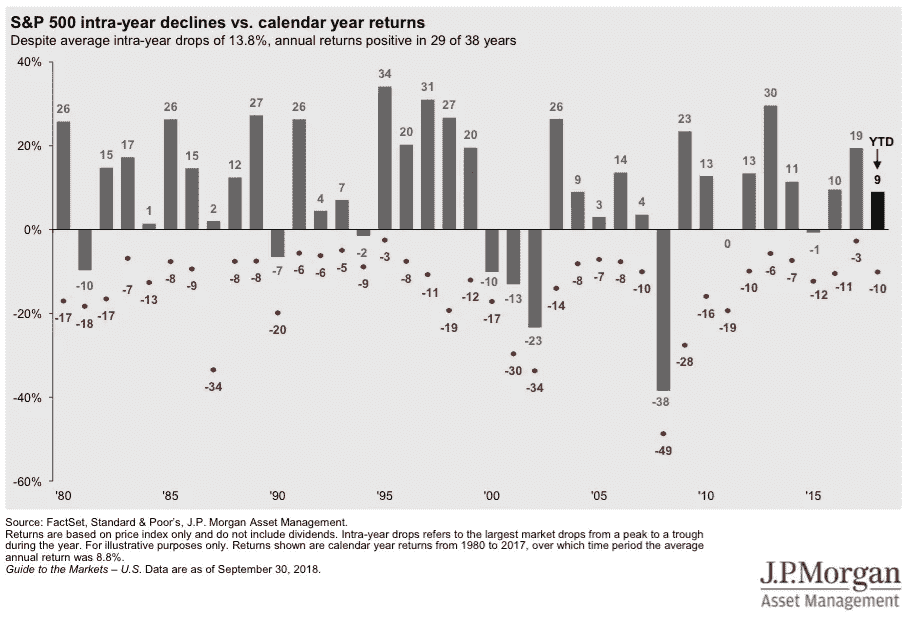 S&P 500 intra-year declines vs. calendar year returns
Despite average intra-year drops of 13.8%, annual returns positive in 29 of 38 years
40%
20%
0%
-20%
-40%
-60%
26 -10 15 17 1 26 15 2 12 27 -7 26 4 7 -2 34 20 31 27 20 -10 -13 -23 26 9 3 14 4 -38 23 13 0 13 30 11 -1 10 19 9
YTD
-17 -18 -17 -7 -13 -8 -9 -34 -8 -8 -20 -6 -6 -5 -9 -3 -8 -11 -19 -12 -17 -30 -34 -14 -8 -7 -8 -10 -49 -28 -16 -19 -10 -6 -7 -12 -11 -3 -10
'80 '85 '90 '95 '00 '05 '10 '15
Source: FactSet, Standard & Poor's, J.P. Morgan Asset Management.
Returns are based on price index only and do not include dividends. Intra-year drops refers to the largest market drops from a peak to a trough
during the year. For illustrative purposes only. Returns shown are calendar year returns from 1980 to 2017, over which time period the average
annual return was 8.8%.
Guide to the Markets – U.S. Data are as of September 30, 2018.
J.P.Morgan
Asset Management